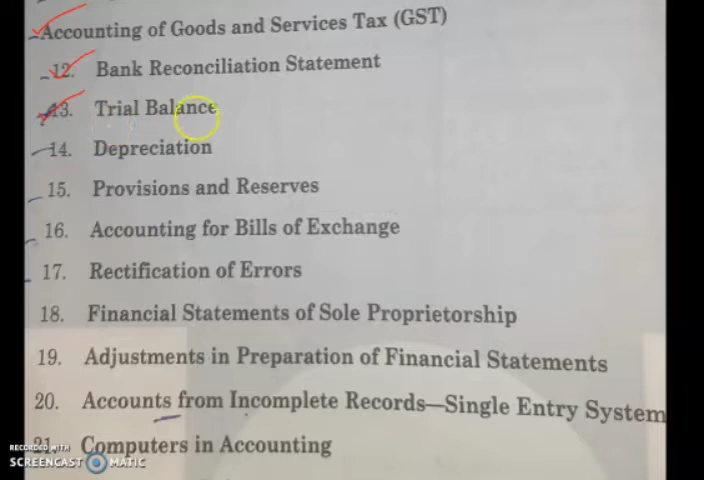 Accounting of Goods and Services Tax (GST)
12. Bank Reconciliation Statement
13. Trial Balance
14. Depreciation
15. Provisions and Reserves
16. Accounting for Bills of Exchange
17. Rectification of Errors
18. Financial Statements of Sole Proprietorship
19. Adjustments in Preparation of Financial Statements
20. Accounts from Incomplete Records—Single Entry System
21. Computers in Accounting
RECORDED WITH
SCREENCAST MATIC